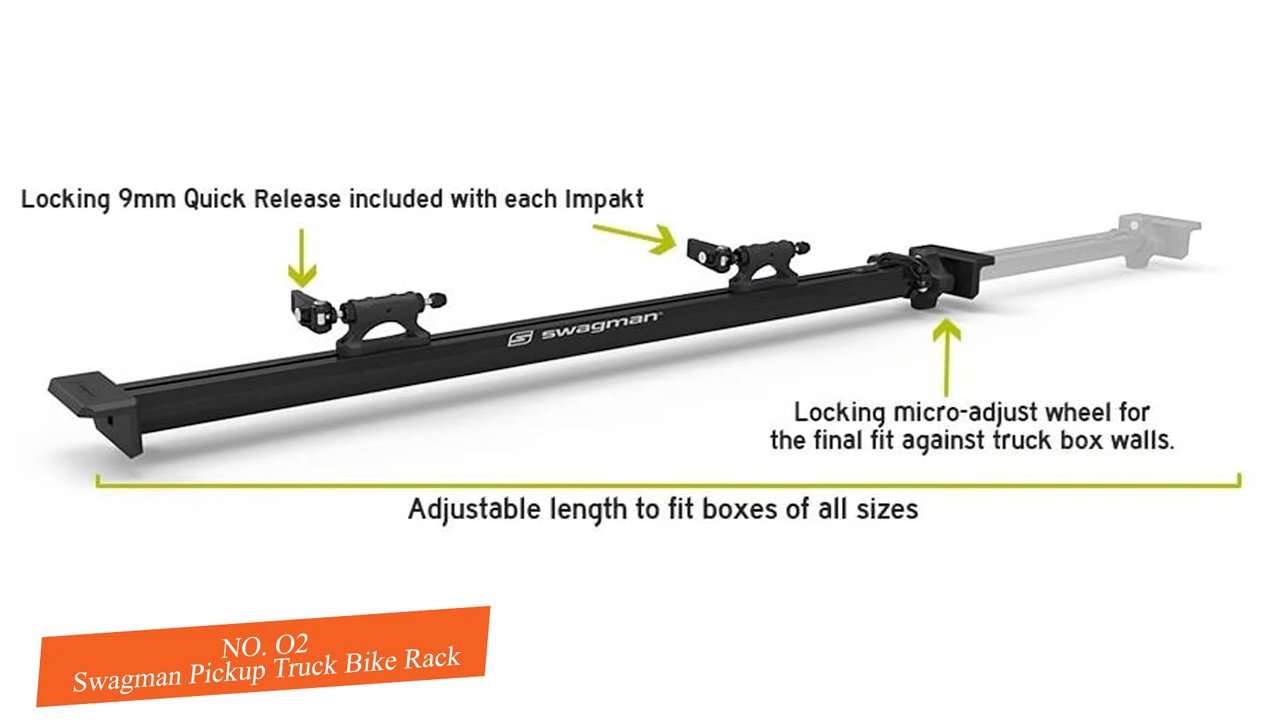 Locking 9mm Quick Release included with each Impakt
swagman
Locking micro-adjust wheel for
the final fit against truck box walls.
Adjustable length to fit boxes of all sizes
NO. O2
Swagman Pickup Truck Bike Rack